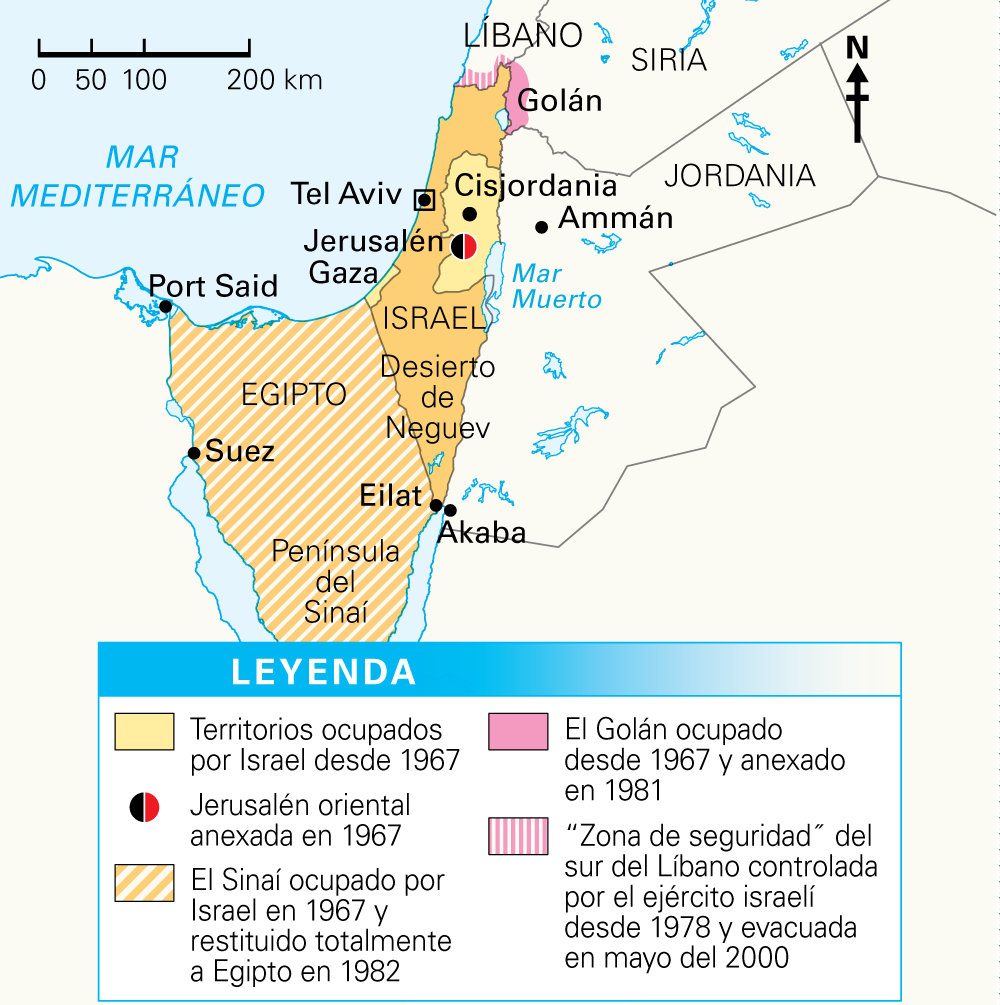 LÍBANO
SIRIA
N
0 50 100 200 km
Golán
MAR
MEDITERRÁNEO
JORDANIA
Tel Aviv
Cisjordania
Ammán
Jerusalén
Gaza
Mar
Muerto
Port Said
ISRAEL
Desierto
de
Neguev
EGIPTO
Suez
Eilat
Akaba
Península
del
Sinaí
LEYENDA
Territorios ocupados
por Israel desde 1967
Jerusalén oriental
anexada en 1967
El Sinaí ocupado por
Israel en 1967 y
restituido totalmente
a Egipto en 1982
El Golán ocupado
desde 1967 y anexado
en 1981
“Zona de seguridad˝ del
sur del Líbano controlada
por el ejército israelí
desde 1978 y evacuada
en mayo del 2000